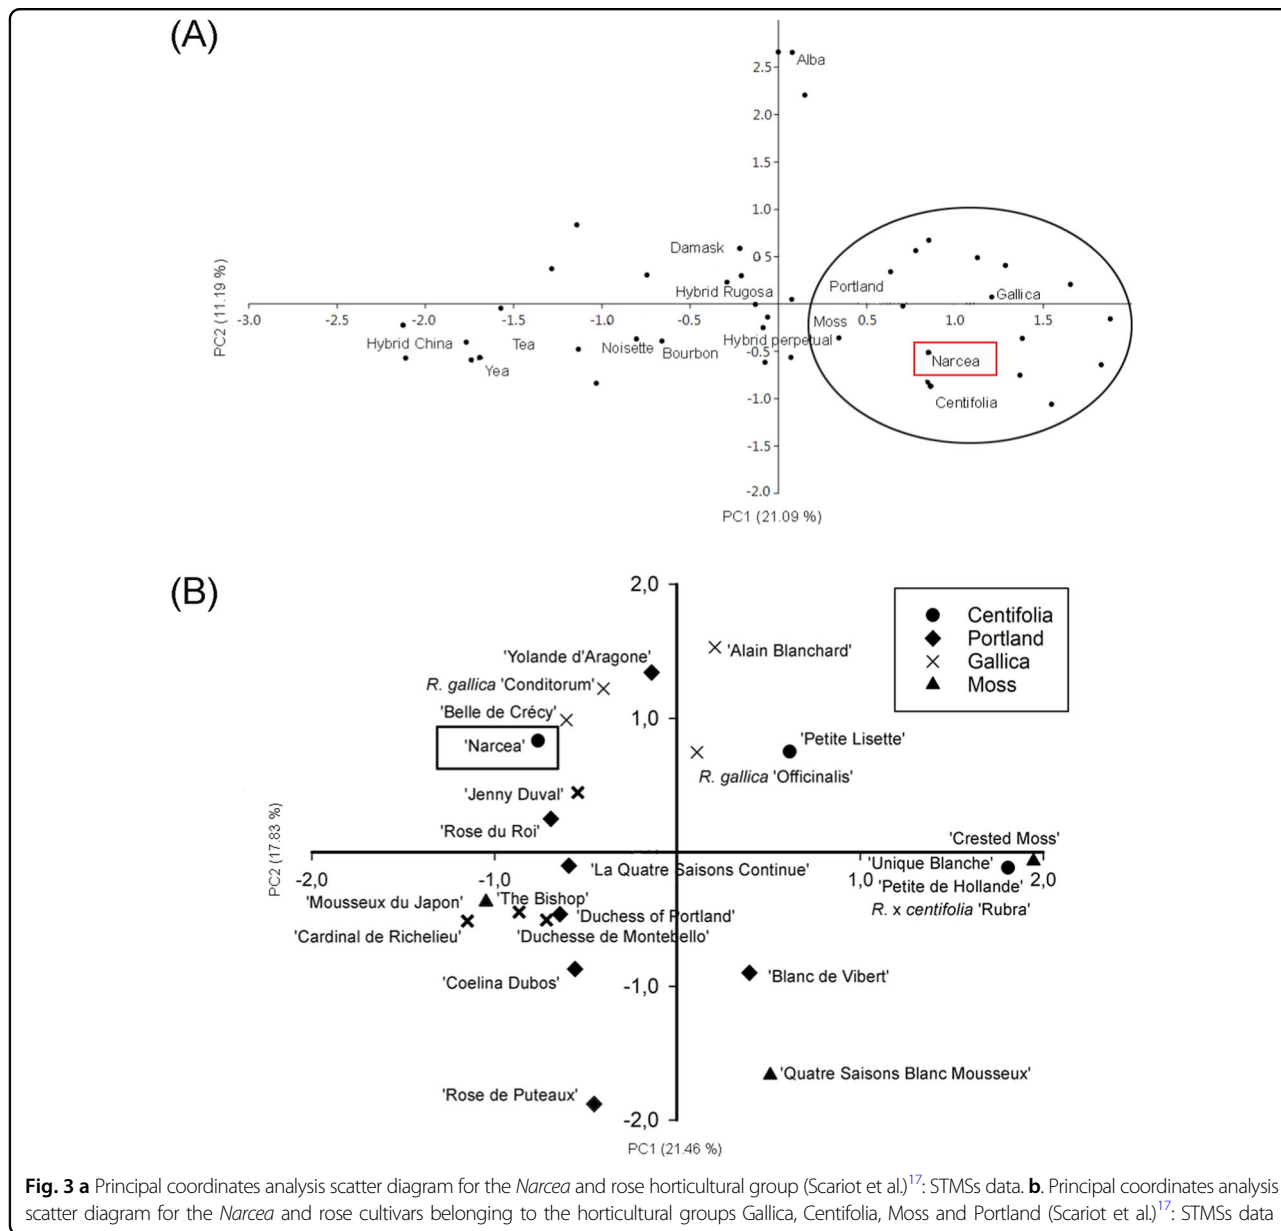 (A)
2.5
Alba
2.0
1.5
1.0
Damask
0.5
Portland
Hybrid Rugosa
Gallica
PC2 (11.19 %)
-3.0 -2.5 -2.0 -1.5 -1.0 -0.5 0.5 1.0 1.5
Moss
Hybrid China Tea Noisette Bourbon Hybrid perpetual
-0.5
Yea
Narcea
-1.0
Centifolia
-1.5
-2.0
PC1 (21.09 %)
(B)
2,0
Centifolia
Portland
Gallica
Moss
'Yolande d'Aragone'
'Alain Blanchard'
R. gallica 'Conditorum'
'Belle de Crécy'
1,0
'Narcea'
'Petite Lisette'
R. gallica 'Officinalis'
'Jenny Duval'
'Rose du Roi'
PC2 (17.83 %)
'Crested Moss'
-2,0 -1,0 1,0 2,0
'La Quatre Saisons Continue'
'Unique Blanche'
'Petite de Hollande'
R. x centifolia 'Rubra'
'Mousseux du Japon'
'The Bishop'
'Duchess of Portland'
'Cardinal de Richelieu'
'Duchesse de Montebello'
'Coelina Dubos'
-1,0
'Blanc de Vibert'
'Quatre Saisons Blanc Mousseux'
'Rose de Puteaux'
-2,0
PC1 (21.46 %)
Fig. 3 a Principal coordinates analysis scatter diagram for the Narcea and rose horticultural group (Scariot et al.)17: STMSs data. b. Principal coordinates analysis
scatter diagram for the Narcea and rose cultivars belonging to the horticultural groups Gallica, Centifolia, Moss and Portland (Scariot et al.)17: STMSs data